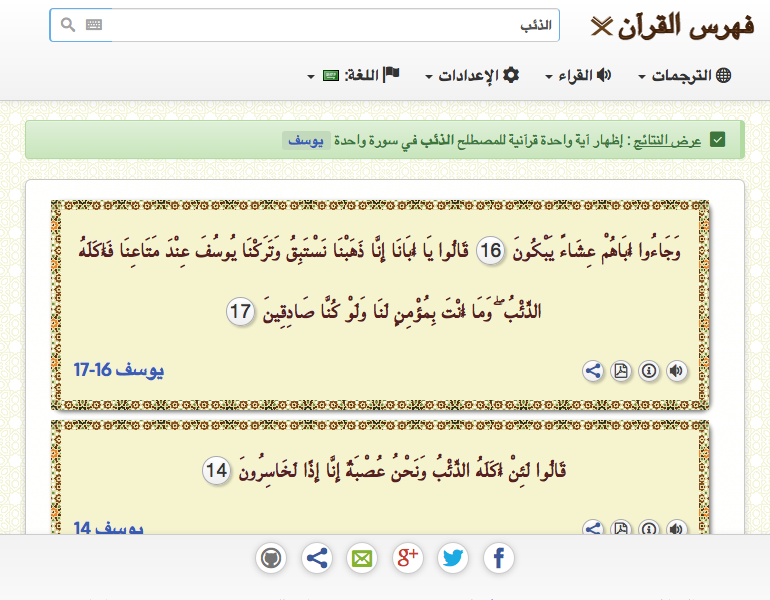 فهرس القرآن
الذئب
الترجمات
القراء
الإعدادات
اللغة:
عرض النتائج : إظهار آية واحدة قرآنية للمصطلح الذئب في سورة واحدة يوسف
وَجَاءُوا أَبَاهُمْ عِشَاءً يَبْكُونَ 16 قَالُوا يَا أَبَانَا إِنَّا ذَهَبْنَا نَسْتَبِقُ وَتَرَكْنَا يُوسُفَ عِنْدَ مَتَاعِنَا فَأَكَلَهُ
الذِّئْبُ ۖ وَمَا أَنْتَ بِمُؤْمِنٍ لَنَا وَلَوْ كُنَّا صَادِقِينَ 17
يوسف 16-17
قَالُوا لَئِنْ أَكَلَهُ الذِّئْبُ وَنَحْنُ عُصْبَةٌ إِنَّا إِذًا لَخَاسِرُونَ 14
يوسف 14